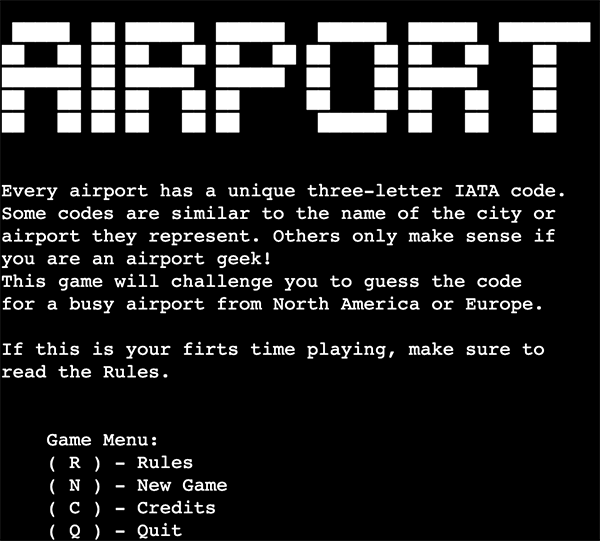 AIRPORT
Every airport has a unique three-letter IATA code.
Some codes are similar to the name of the city or
airport they represent. Others only make sense if
you are an airport geek!
This game will challenge you to guess the code
for a busy airport from North America or Europe.
If this is your firts time playing, make sure to
read the Rules.
Game Menu:
( R ) - Rules
( N ) - New Game
( C ) - Credits
( Q ) - Quit